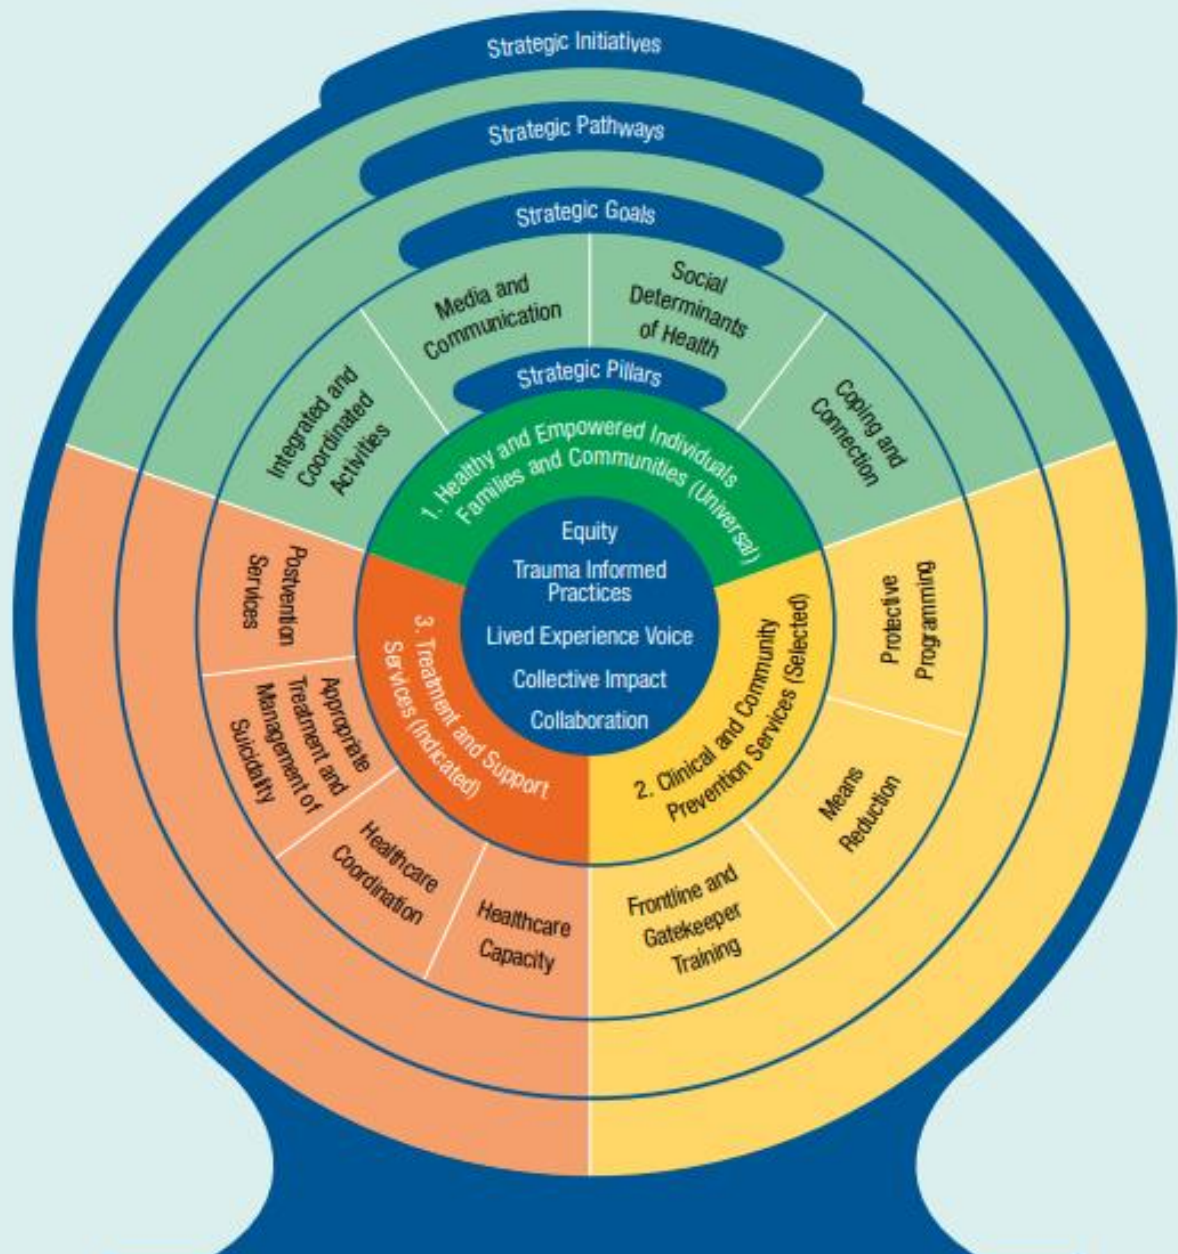 Strategic Initiatives
Strategic Pathways
Strategic Goals
Media and
Communication
Social
Determinants
of Health
Integrated and
Coordinated
Activities
Coping and
Connection
Strategic Pillars
1. Healthy and Empowered Individuals
Families and Communities (Universal)
Equity
Trauma Informed
Practices
Lived Experience Voice
Collective Impact
Collaboration
Protective
Programming
Means
Reduction
Frontline and
Gatekeeper
Training
2. Clinical and Community
Prevention Services (Selected)
3. Treatment and Support
Services (Indicated)
Postvention
Services
Appropriate
Treatment and
Management of
Suicidality
Healthcare
Coordination
Healthcare
Capacity